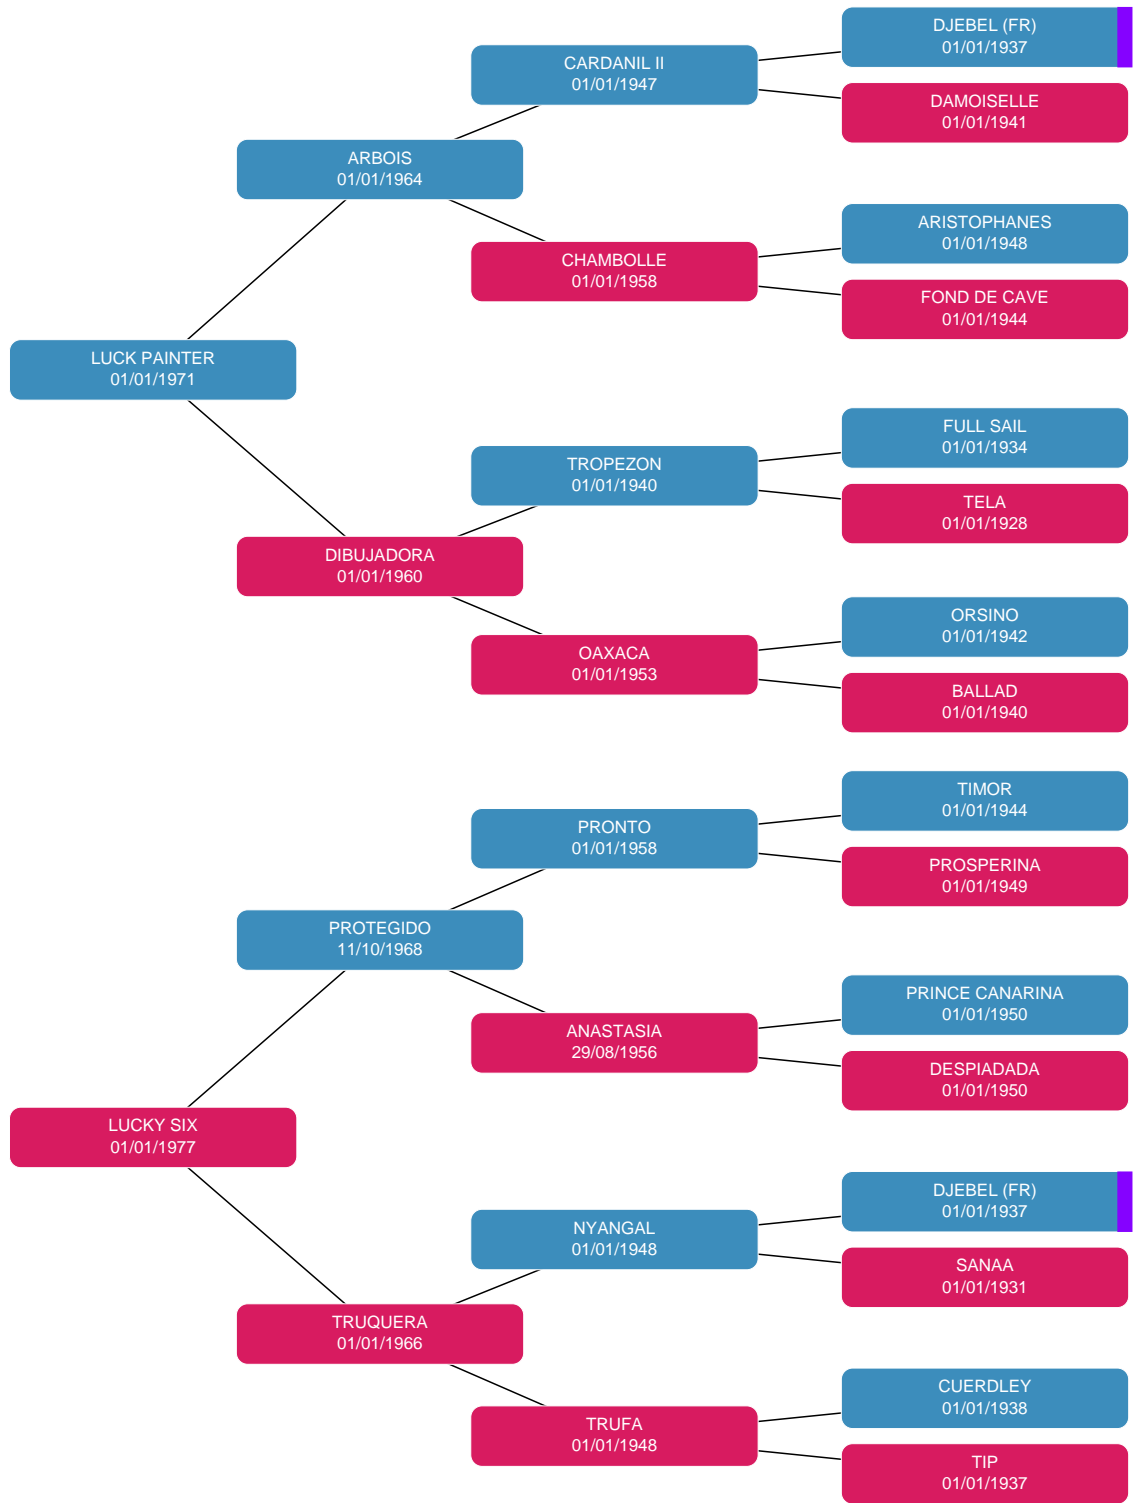 DJEBEL (FR)
01/01/1937
CARDANIL II
01/01/1947
DAMOISELLE
01/01/1941
ARBOIS
01/01/1964
ARISTOPHANES
01/01/1948
CHAMBOLLE
01/01/1958
FOND DE CAVE
01/01/1944
LUCK PAINTER
01/01/1971
FULL SAIL
01/01/1934
TROPEZON
01/01/1940
TELA
01/01/1928
DIBUJADORA
01/01/1960
ORSINO
01/01/1942
OAXACA
01/01/1953
BALLAD
01/01/1940
TIMOR
01/01/1944
PRONTO
01/01/1958
PROSPERINA
01/01/1949
PROTEGIDO
11/10/1968
PRINCE CANARINA
01/01/1950
ANASTASIA
29/08/1956
DESPIADADA
01/01/1950
LUCKY SIX
01/01/1977
DJEBEL (FR)
01/01/1937
NYANGAL
01/01/1948
SANAA
01/01/1931
TRUQUERA
01/01/1966
CUERDLEY
01/01/1938
TRUFA
01/01/1948
TIP
01/01/1937